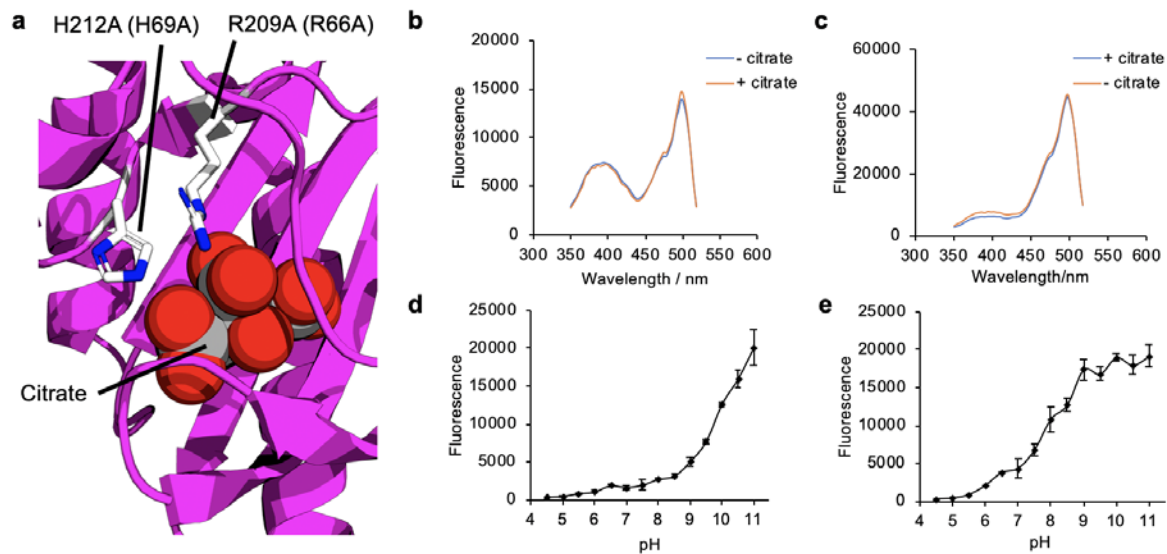 a
H212A (H69A)
R209A (R66A)
Citrate
b
20000
15000
10000
5000
0
Fluorescence
300 350 400 450 500 550 600
Wavelength / nm
- citrate
+ citrate
c
60000
40000
20000
0
Fluorescence
300 350 400 450 500 550 600
Wavelength/nm
+ citrate
- citrate
d
25000
20000
15000
10000
5000
0
Fluorescence
4 5 6 7 8 9 10 11
pH
e
25000
20000
15000
10000
5000
0
Fluorescence
4 5 6 7 8 9 10 11
pH